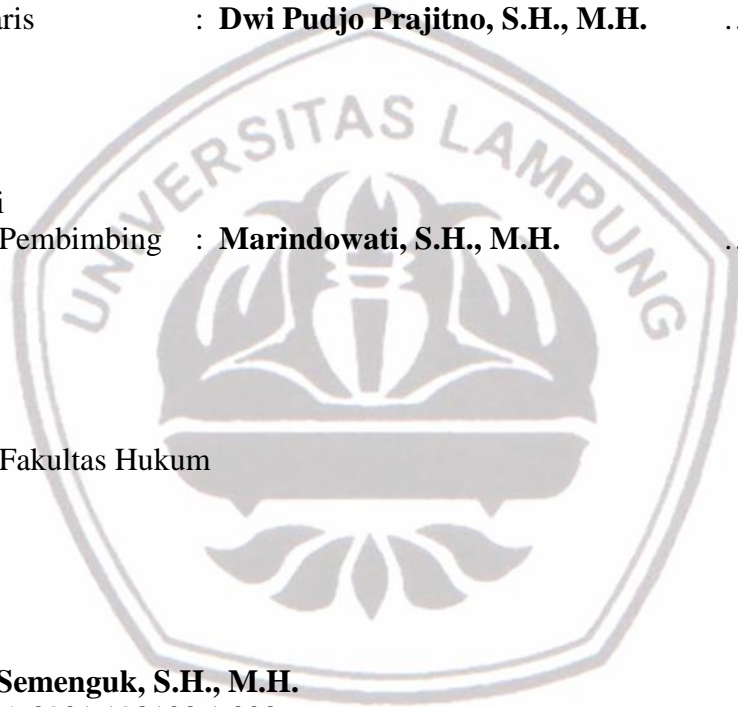 aris : Dwi Pudjo Prajitno, S.H., M.H. ..
UNIVERSITAS LAMPUNG
i
Pembimbing : Marindowati, S.H., M.H. ..
Fakultas Hukum
Semenguk, S.H., M.H.